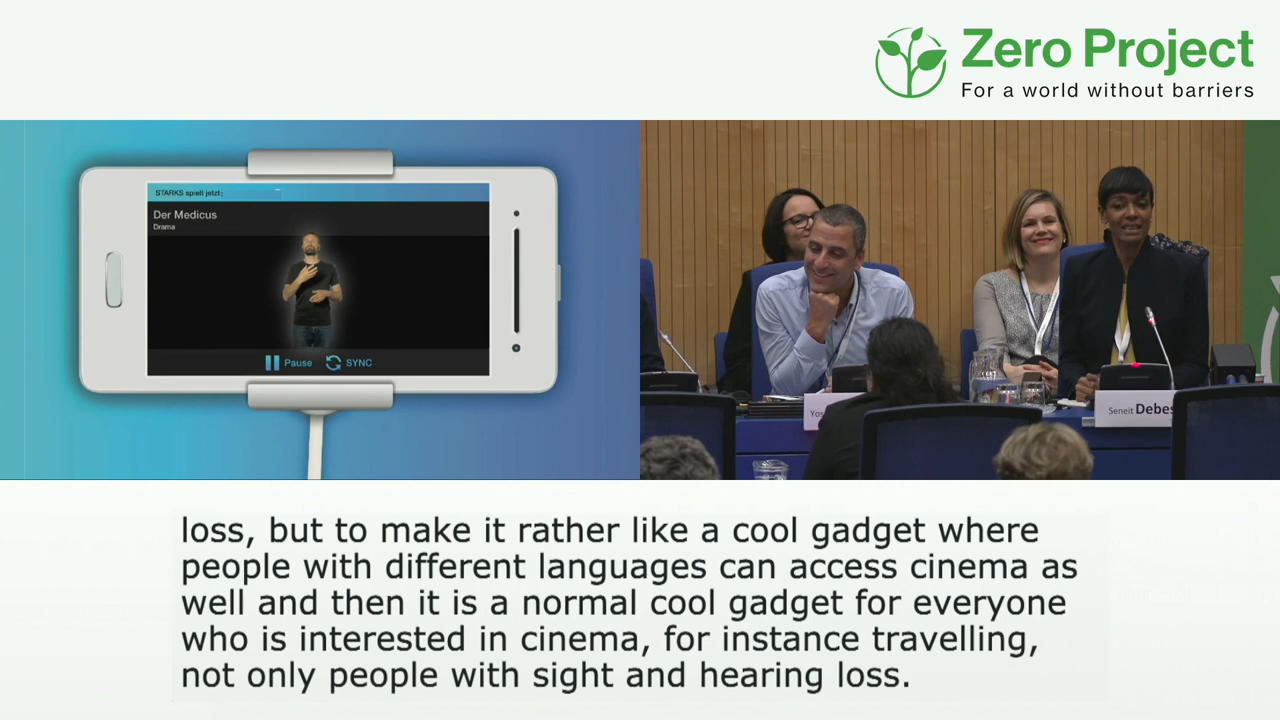 Zero Project
For a world without barriers
STARKS spielt jetzt:
Der Medicus
Drama
Pause SYNC
Seneit Debes
loss, but to make it rather like a cool gadget where
people with different languages can access cinema as
well and then it is a normal cool gadget for everyone
who is interested in cinema, for instance travelling,
not only people with sight and hearing loss.